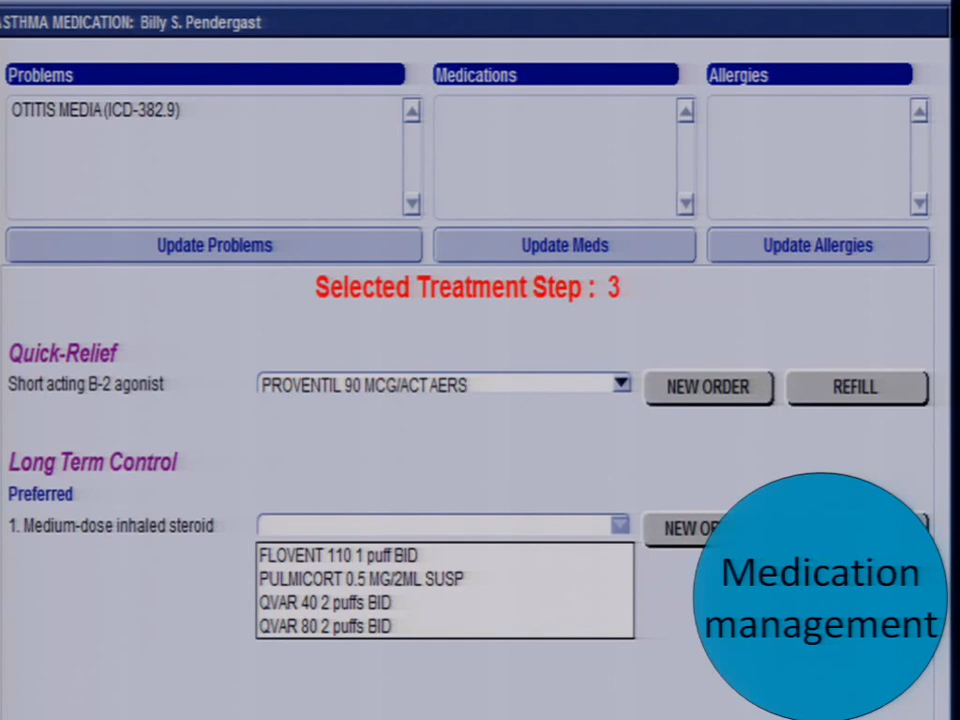 ASTHMA MEDICATION: Billy S. Pendergast
Problems
Medications
Allergies
OTITIS MEDIA (ICD-382.9)
Update Problems
Update Meds
Update Allergies
Selected Treatment Step : 3
Quick-Relief
Short acting B-2 agonist
PROVENTIL 90 MCG/ACT AERS
NEW ORDER
REFILL
Long Term Control
Preferred
1. Medium-dose inhaled steroid
NEW OR
FLOVENT 110 1 puff BID
PULMICORT 0.5 MG/2ML SUSP
QVAR 40 2 puffs BID
QVAR 80 2 puffs BID
Medication
management